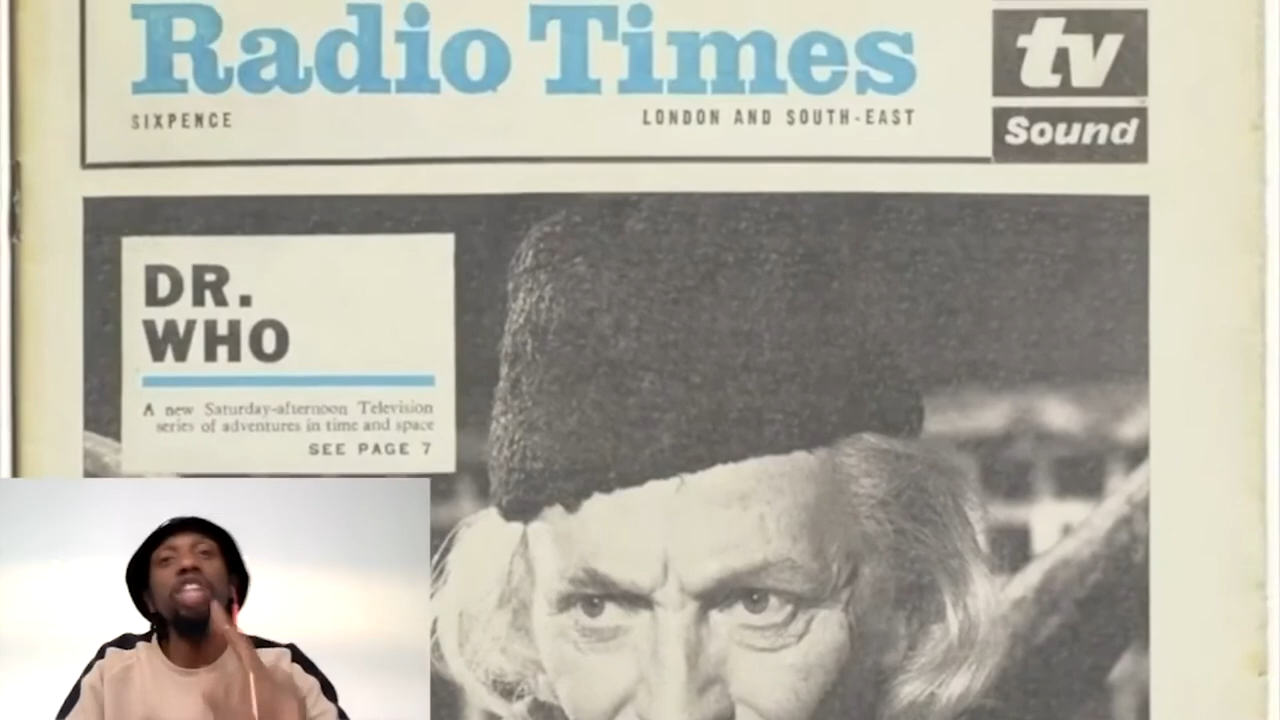 Radio Times
SIXPENCE
LONDON AND SOUTH-EAST
tv
Sound
DR.
WHO
A new Saturday-afternoon Television
series of adventures in time and space
SEE PAGE 7